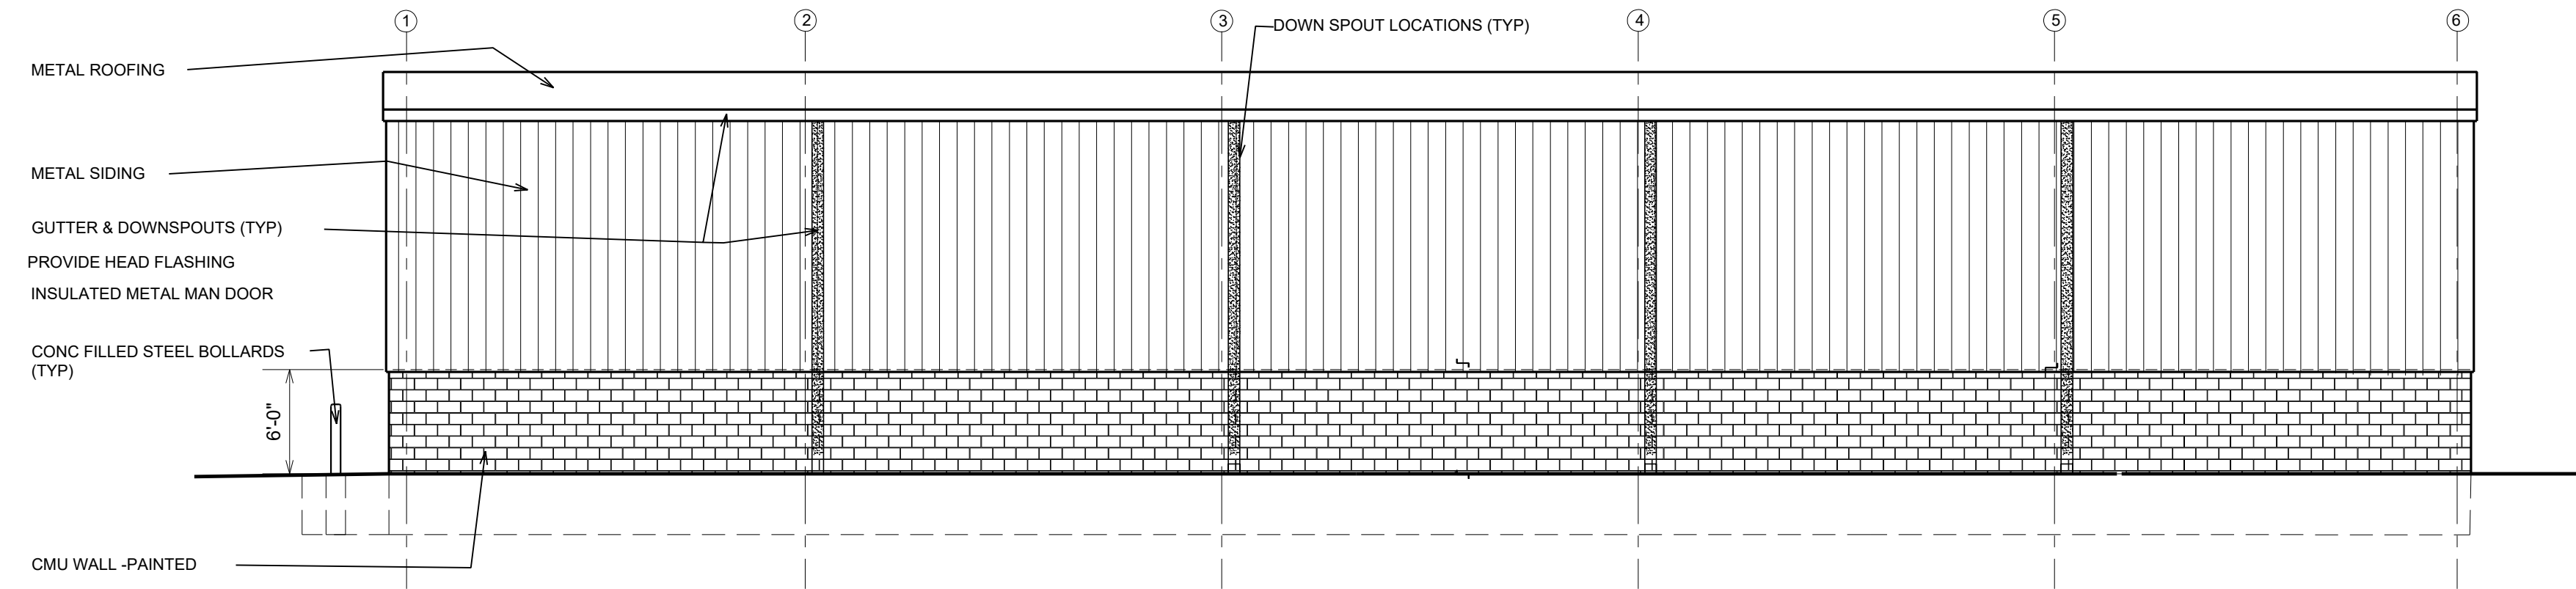 1
2
3
4
5
6
DOWN SPOUT LOCATIONS (TYP)
METAL ROOFING
METAL SIDING
GUTTER & DOWNSPOUTS (TYP)
PROVIDE HEAD FLASHING
INSULATED METAL MAN DOOR
CONC FILLED STEEL BOLLARDS
(TYP)
6'-0"
CMU WALL -PAINTED